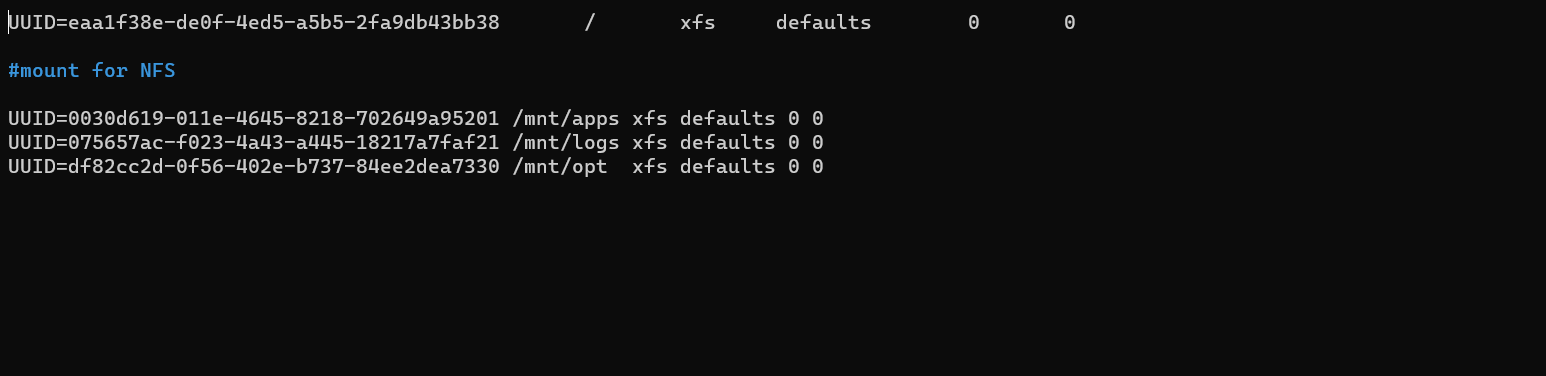 UUID=eaa1f38e-de0f-4ed5-a5b5-2fa9db43bb38       /       xfs     defaults        0       0
#mount for NFS
UUID=0030d619-011e-4645-8218-702649a95201 /mnt/apps xfs defaults 0 0
UUID=075657ac-f023-4a43-a445-18217a7faf21 /mnt/logs xfs defaults 0 0
UUID=df82cc2d-0f56-402e-b737-84ee2dea7330 /mnt/opt  xfs defaults 0 0